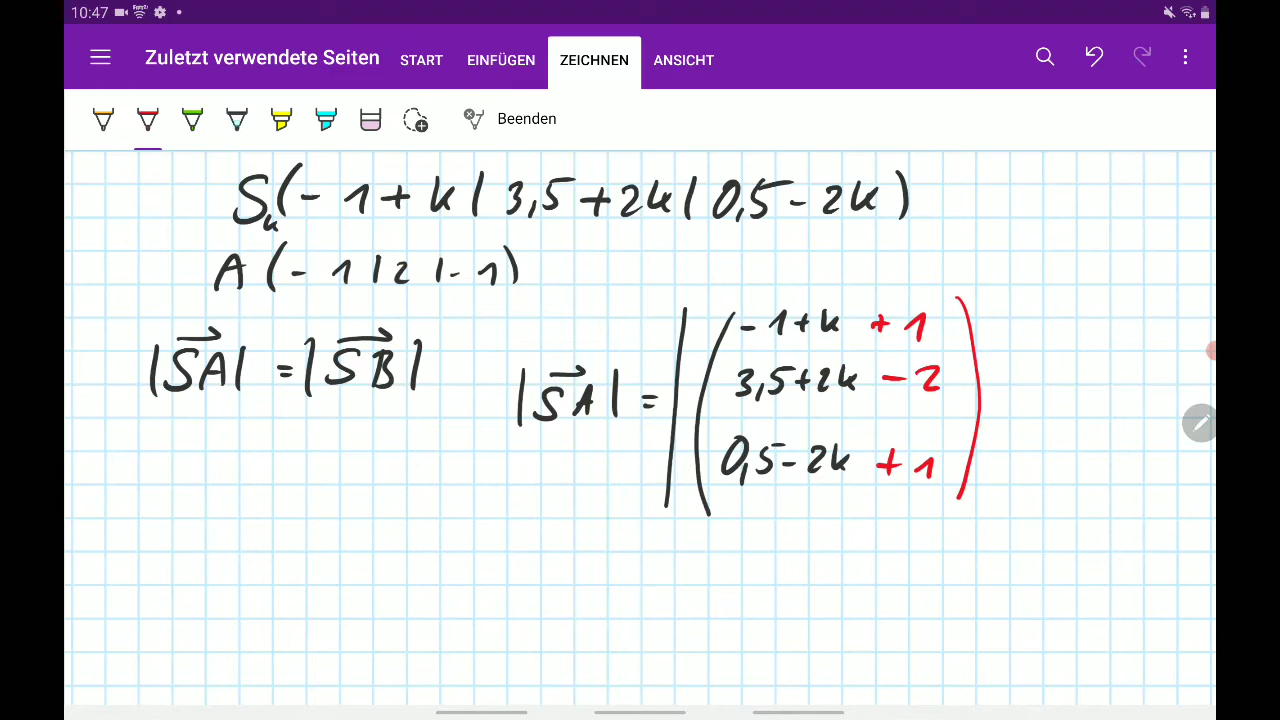 10:47
Zuletzt verwendete Seiten START EINFÜGEN ZEICHNEN ANSICHT
Beenden
Sₖ(-1+k | 3,5+2k | 0,5-2k)
A(-1|2|-1)
|SA⃗| = |SB⃗|
|SA⃗| =
-1+k +1
3,5+2k -2
0,5-2k +1